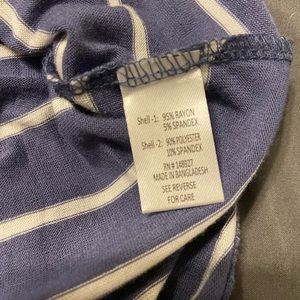 Shell -1: 95% RAYON
5% SPANDEX
Shell -2: 90% POLYESTER
10% SPANDEX
RN # 148927
MADE IN BANGLADESH
SEE REVERSE
FOR CARE